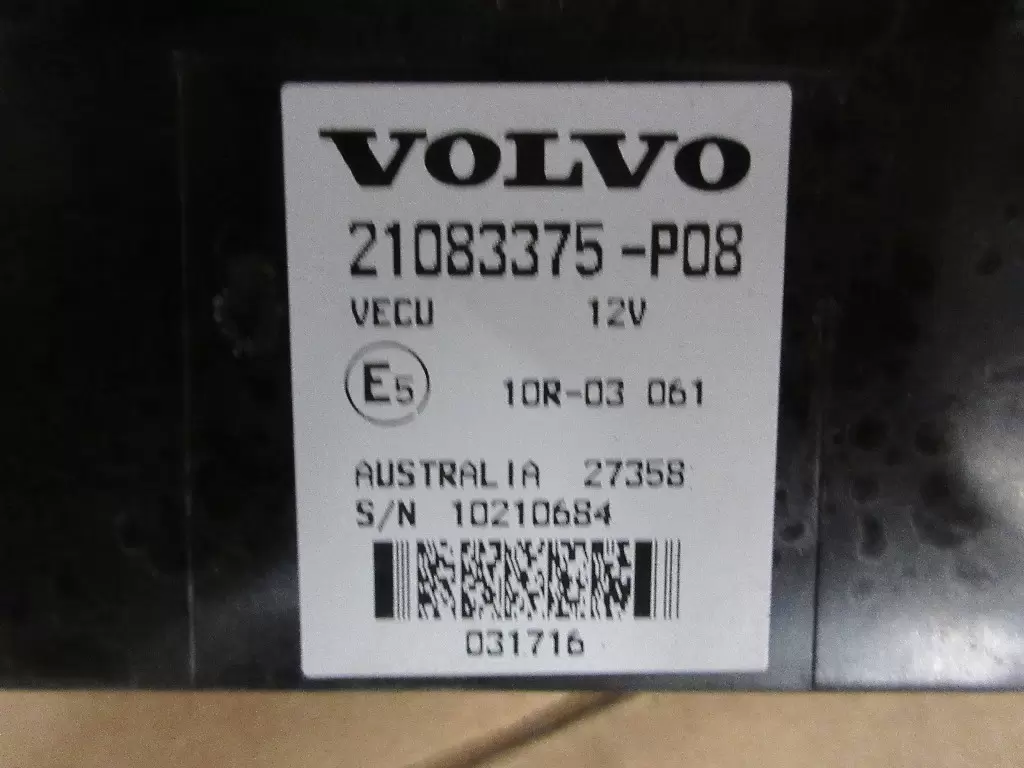 VOLVO
21083375-P08
VECU 12V
E5 10R-03 061
AUSTRALIA 27358
S/N 10210684
031716